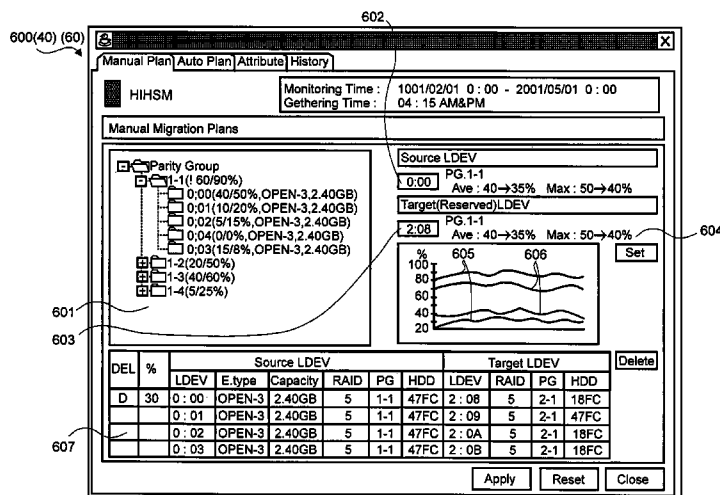 602
600(40) (60)
X
Manual Plan Auto Plan Attribute History
HIHSM
Monitoring Time : 1001/02/01 0 : 00 - 2001/05/01 0 : 00
Gethering Time : 04 : 15 AM&PM
Manual Migration Plans
Parity Group
1-1(! 60/90%)
0;00(40/50%,OPEN-3,2.40GB)
0;01(10/20%,OPEN-3,2.40GB)
0;02(5/15%,OPEN-3,2.40GB)
0;04(0/0%,OPEN-3,2.40GB)
0;03(15/8%,OPEN-3,2.40GB)
1-2(20/50%)
1-3(40/60%)
1-4(5/25%)
601
603
Source LDEV
0:00 PG.1-1
Ave : 40→35% Max : 50→40%
Target(Reserved)LDEV
2:08 PG.1-1
Ave : 40→35% Max : 50→40%
604
Set
% 605 606
100
80
60
40
20
DEL % Source LDEV Target LDEV Delete
LDEV E.type Capacity RAID PG HDD LDEV RAID PG HDD
D 30 0 : 00 OPEN-3 2.40GB 5 1-1 47FC 2 : 08 5 2-1 18FC
0 : 01 OPEN-3 2.40GB 5 1-1 47FC 2 : 09 5 2-1 47FC
0 : 02 OPEN-3 2.40GB 5 1-1 47FC 2 : 0A 5 2-1 18FC
0 : 03 OPEN-3 2.40GB 5 1-1 47FC 2 : 0B 5 2-1 18FC
607
Apply Reset Close